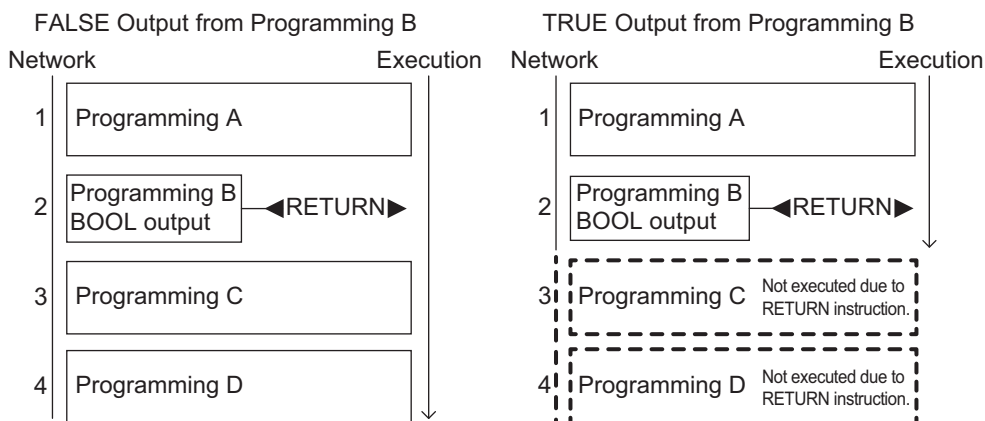 FALSE Output from Programming B
Network
Execution
1
Programming A
2
Programming B
BOOL output
◀RETURN▶
3
Programming C
4
Programming D
TRUE Output from Programming B
Network
Execution
1
Programming A
2
Programming B
BOOL output
◀RETURN▶
3
Programming C
Not executed due to
RETURN instruction.
4
Programming D
Not executed due to
RETURN instruction.